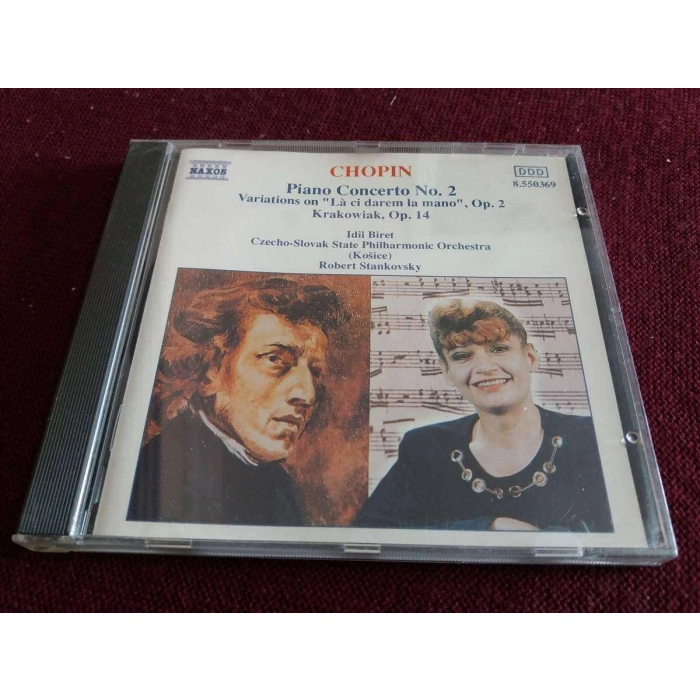 NAXOS
CHOPIN
DDD
8.550369
Piano Concerto No. 2
Variations on "Là ci darem la mano", Op. 2
Krakowiak, Op. 14
Idil Biret
Czecho-Slovak State Philharmonic Orchestra
(Košice)
Robert Stankovsky